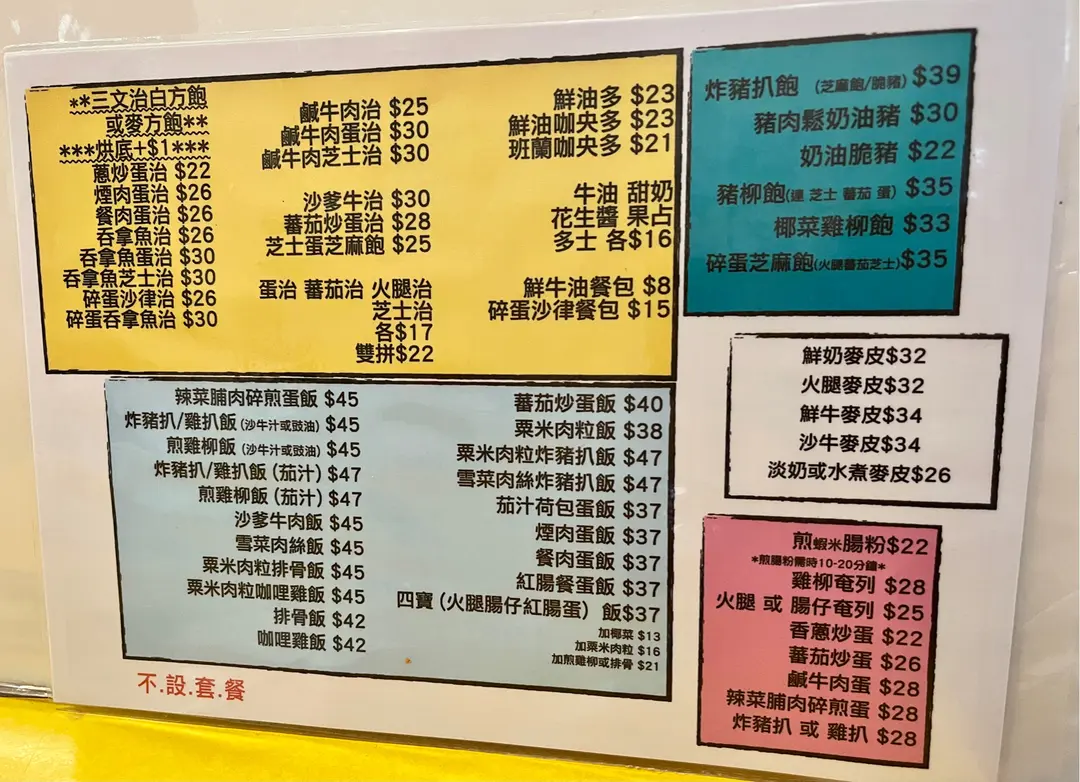 **三文治白方飽
或麥方飽**
***烘底+$1***
蔥炒蛋治 $22
煙肉蛋治 $26
餐肉蛋治 $26
吞拿魚治 $26
吞拿魚蛋治 $30
吞拿魚芝士治 $30
碎蛋沙律治 $26
碎蛋吞拿魚治 $30
鹹牛肉治 $25
鹹牛肉蛋治 $30
鹹牛肉芝士治 $30
沙爹牛治 $30
蕃茄炒蛋治 $28
芝士蛋芝麻飽 $25
蛋治 蕃茄治 火腿治
芝士治
各$17
雙拼$22
鮮油多 $23
鮮油咖央多 $23
班蘭咖央多 $21
牛油 甜奶
花生醬 果占
多士 各$16
鮮牛油餐包 $8
碎蛋沙律餐包 $15
炸豬扒飽 (芝麻飽/脆豬) $39
豬肉鬆奶油豬 $30
奶油脆豬 $22
豬柳飽(連 芝士 蕃茄 蛋) $35
椰菜雞柳飽 $33
碎蛋芝麻飽(火腿蕃茄芝士)$35
鮮奶麥皮$32
火腿麥皮$32
鮮牛麥皮$34
沙牛麥皮$34
淡奶或水煮麥皮$26
辣菜脯肉碎煎蛋飯 $45
炸豬扒/雞扒飯 (沙牛汁或豉油) $45
煎雞柳飯 (沙牛汁或豉油) $45
炸豬扒/雞扒飯 (茄汁) $47
煎雞柳飯 (茄汁) $47
沙爹牛肉飯 $45
雪菜肉絲飯 $45
粟米肉粒排骨飯 $45
粟米肉粒咖喱雞飯 $45
排骨飯 $42
咖喱雞飯 $42
蕃茄炒蛋飯 $40
粟米肉粒飯 $38
粟米肉粒炸豬扒飯 $47
雪菜肉絲炸豬扒飯 $47
茄汁荷包蛋飯 $37
煙肉蛋飯 $37
餐肉蛋飯 $37
紅腸餐蛋飯 $37
四寶 (火腿腸仔紅腸蛋) 飯$37
加椰菜 $13
加粟米肉粒 $16
加煎雞柳或排骨 $21
煎蝦米腸粉$22
*煎腸粉需時10-20分鐘*
雞柳奄列 $28
火腿 或 腸仔奄列 $25
香蔥炒蛋 $22
蕃茄炒蛋 $26
鹹牛肉蛋 $28
辣菜脯肉碎煎蛋 $28
炸豬扒 或 雞扒 $28
不.設.套.餐